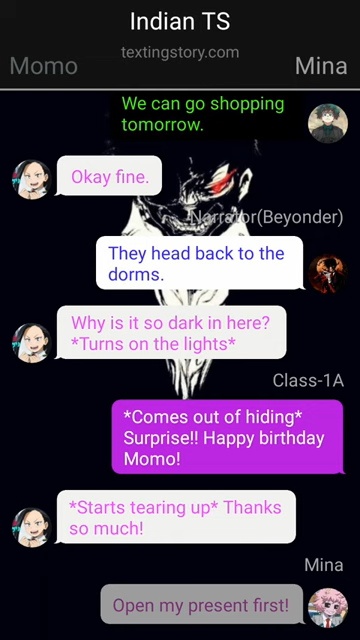 Indian TS
textingstory.com
Momo
Mina
We can go shopping
tomorrow.
Okay fine.
Narrator(Beyonder)
They head back to the
dorms.
Why is it so dark in here?
*Turns on the lights*
Class-1A
*Comes out of hiding*
Surprise!! Happy birthday
Momo!
*Starts tearing up* Thanks
so much!
Mina
Open my present first!